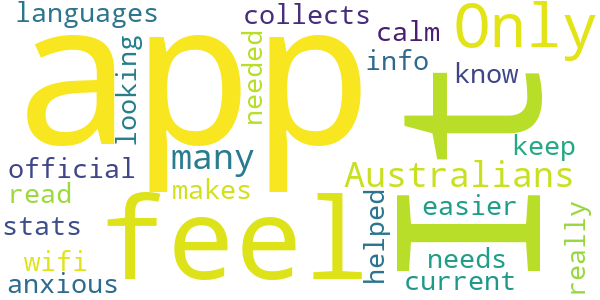 languages
collects
Only
app
looking
needed
calm
info
know
It
many
keep
official
Australians
read
makes
feel
helped
easier
really
stats
wifi
needs
anxious
current